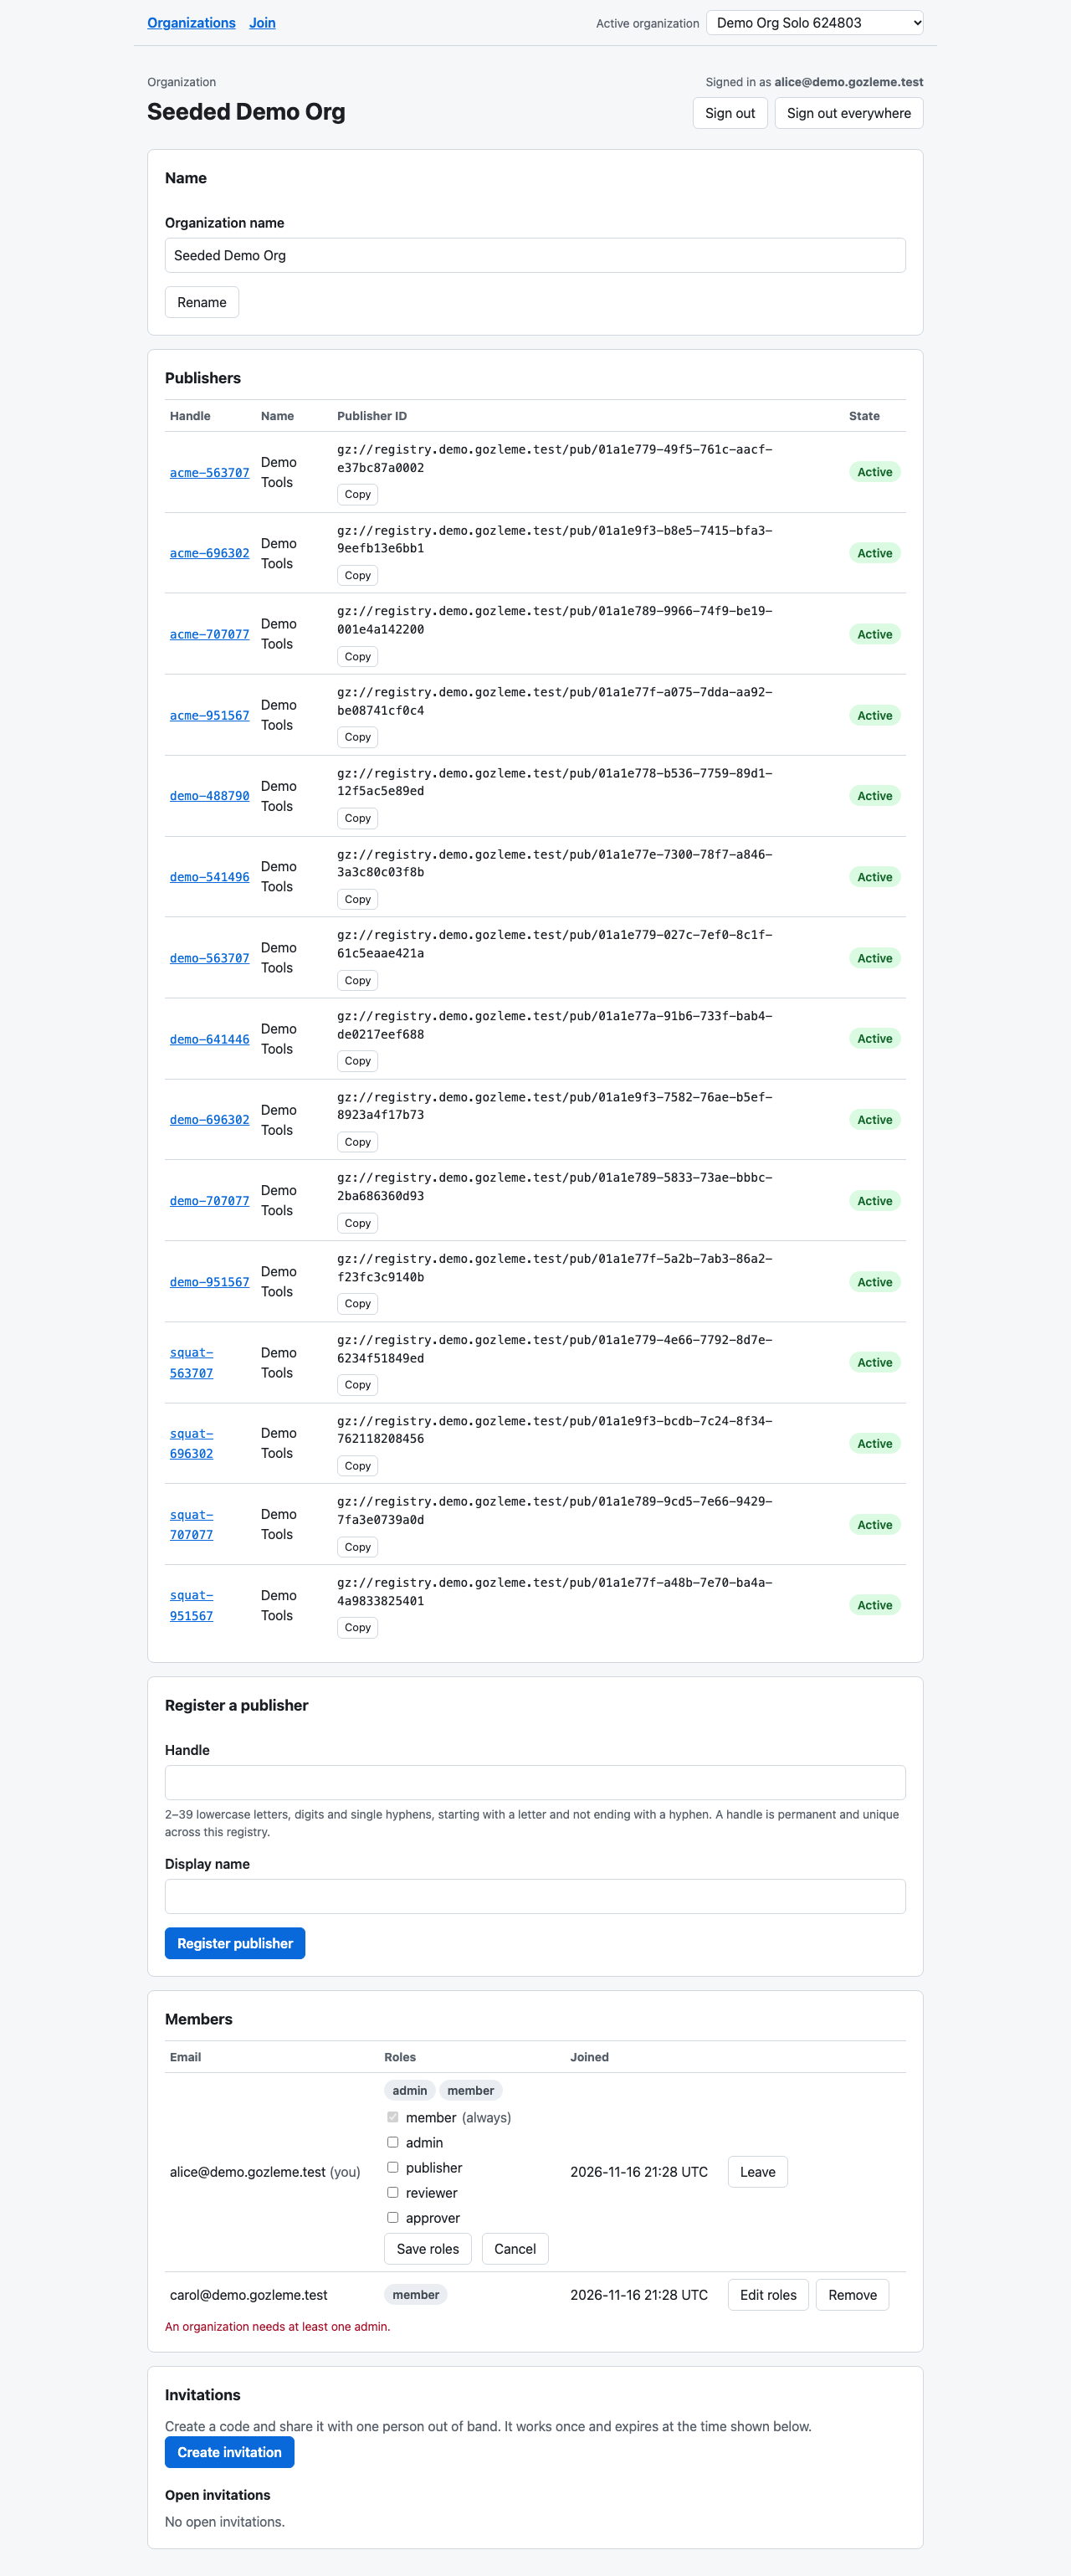 Organizations Join Active organization Demo Org Solo 624803
Organization Signed in as alice@demo.gozleme.test
Seeded Demo Org Sign out Sign out everywhere
Name
Organization name
Seeded Demo Org
Rename
Publishers
Handle Name Publisher ID State
acme-563707 Demo Tools gz://registry.demo.gozleme.test/pub/01a1e779-49f5-761c-aacf-e37bc87a0002 Active
Copy
acme-696302 Demo Tools gz://registry.demo.gozleme.test/pub/01a1e9f3-b8e5-7415-bfa3-9eefb13e6bb1 Active
Copy
acme-707077 Demo Tools gz://registry.demo.gozleme.test/pub/01a1e789-9966-74f9-be19-001e4a142200 Active
Copy
acme-951567 Demo Tools gz://registry.demo.gozleme.test/pub/01a1e77f-a075-7dda-aa92-be08741cf0c4 Active
Copy
demo-488790 Demo Tools gz://registry.demo.gozleme.test/pub/01a1e778-b536-7759-89d1-12f5ac5e89ed Active
Copy
demo-541496 Demo Tools gz://registry.demo.gozleme.test/pub/01a1e77e-7300-78f7-a846-3a3c80c03f8b Active
Copy
demo-563707 Demo Tools gz://registry.demo.gozleme.test/pub/01a1e779-027c-7ef0-8c1f-61c5eaae421a Active
Copy
demo-641446 Demo Tools gz://registry.demo.gozleme.test/pub/01a1e77a-91b6-733f-bab4-de0217eef688 Active
Copy
demo-696302 Demo Tools gz://registry.demo.gozleme.test/pub/01a1e9f3-7582-76ae-b5ef-8923a4f17b73 Active
Copy
demo-707077 Demo Tools gz://registry.demo.gozleme.test/pub/01a1e789-5833-73ae-bbbc-2ba686360d93 Active
Copy
demo-951567 Demo Tools gz://registry.demo.gozleme.test/pub/01a1e77f-5a2b-7ab3-86a2-f23fc3c9140b Active
Copy
squat-563707 Demo Tools gz://registry.demo.gozleme.test/pub/01a1e779-4e66-7792-8d7e-6234f51849ed Active
Copy
squat-696302 Demo Tools gz://registry.demo.gozleme.test/pub/01a1e9f3-bcdb-7c24-8f34-762118208456 Active
Copy
squat-707077 Demo Tools gz://registry.demo.gozleme.test/pub/01a1e789-9cd5-7e66-9429-7fa3e0739a0d Active
Copy
squat-951567 Demo Tools gz://registry.demo.gozleme.test/pub/01a1e77f-a48b-7e70-ba4a-4a9833825401 Active
Copy
Register a publisher
Handle
2–39 lowercase letters, digits and single hyphens, starting with a letter and not ending with a hyphen. A handle is permanent and unique
across this registry.
Display name
Register publisher
Members
Email Roles Joined
admin member
member (always)
admin
alice@demo.gozleme.test (you) 2026-11-16 21:28 UTC Leave
publisher
reviewer
approver
Save roles Cancel
carol@demo.gozleme.test member 2026-11-16 21:28 UTC Edit roles Remove
An organization needs at least one admin.
Invitations
Create a code and share it with one person out of band. It works once and expires at the time shown below.
Create invitation
Open invitations
No open invitations.